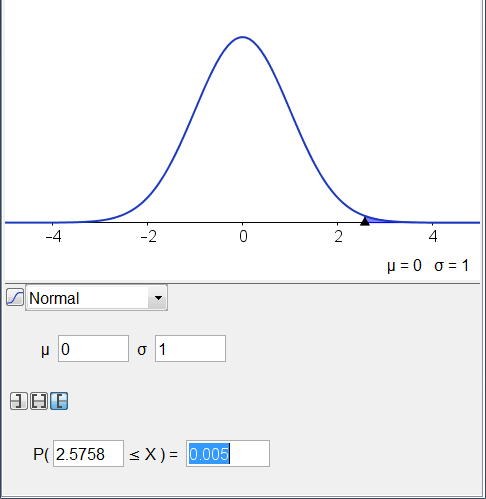 -4 -2 0 2 4
μ = 0 σ = 1
Normal
μ 0 σ 1
P( 2.5758 ≤ X ) = 0.005